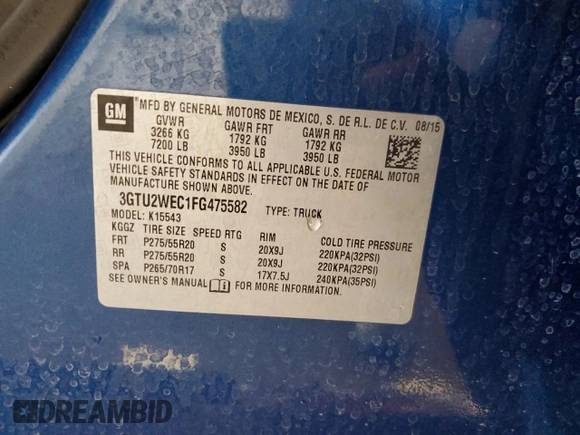 GM
MFD BY GENERAL MOTORS DE MEXICO, S. DE R.L. DE C.V. 08/15
GVWR GAWR FRT GAWR RR
3266 KG 1792 KG 1792 KG
7200 LB 3950 LB 3950 LB
THIS VEHICLE CONFORMS TO ALL APPLICABLE U.S. FEDERAL MOTOR
VEHICLE SAFETY STANDARDS IN EFFECT ON THE DATE OF
MANUFACTURE SHOWN ABOVE.
3GTU2WEC1FG475582 TYPE: TRUCK
MODEL: K15543
KGGZ TIRE SIZE SPEED RTG RIM COLD TIRE PRESSURE
FRT P275/55R20 S 20X9J 220KPA(32PSI)
RR P275/55R20 S 20X9J 220KPA(32PSI)
SPA P265/70R17 S 17X7.5J 240KPA(35PSI)
SEE OWNER'S MANUAL FOR MORE INFORMATION.
DREAMBID